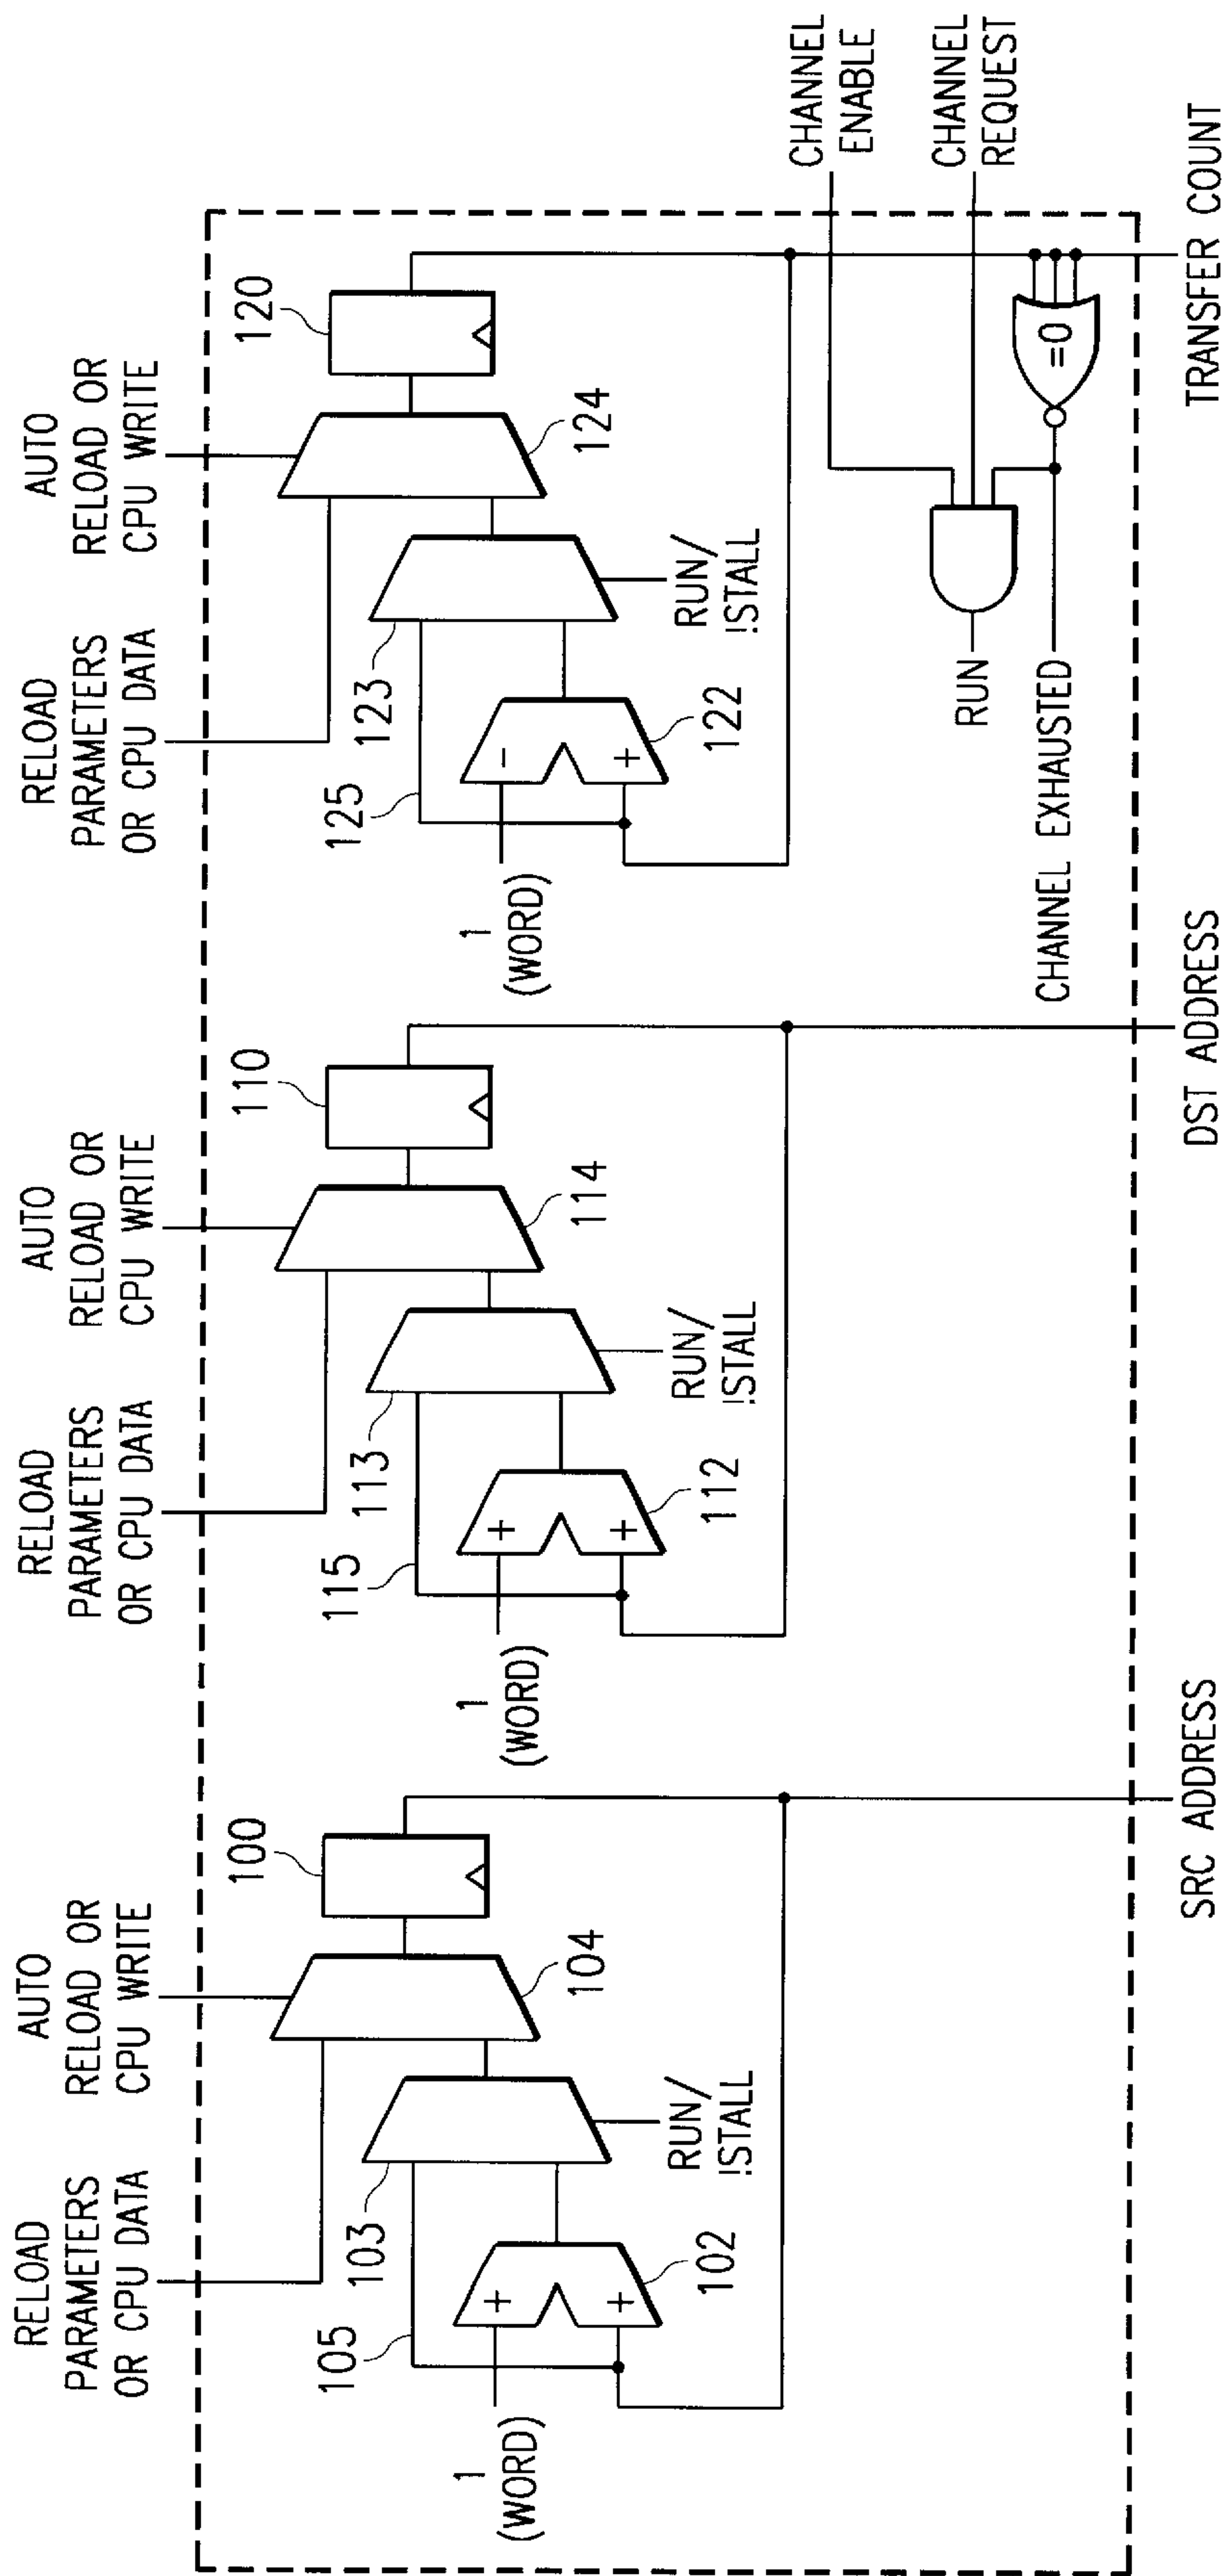 RELOAD
PARAMETERS
OR CPU DATA
AUTO
RELOAD OR
CPU WRITE
100
104
103
105
102
+
+
1
(WORD)
RUN/
!STALL
SRC ADDRESS
RELOAD
PARAMETERS
OR CPU DATA
AUTO
RELOAD OR
CPU WRITE
110
114
113
115
112
+
+
1
(WORD)
RUN/
!STALL
DST ADDRESS
RELOAD
PARAMETERS
OR CPU DATA
AUTO
RELOAD OR
CPU WRITE
120
124
123
125
122
−
+
1
(WORD)
RUN/
!STALL
CHANNEL
ENABLE
CHANNEL
REQUEST
RUN
=0
CHANNEL EXHAUSTED
TRANSFER COUNT